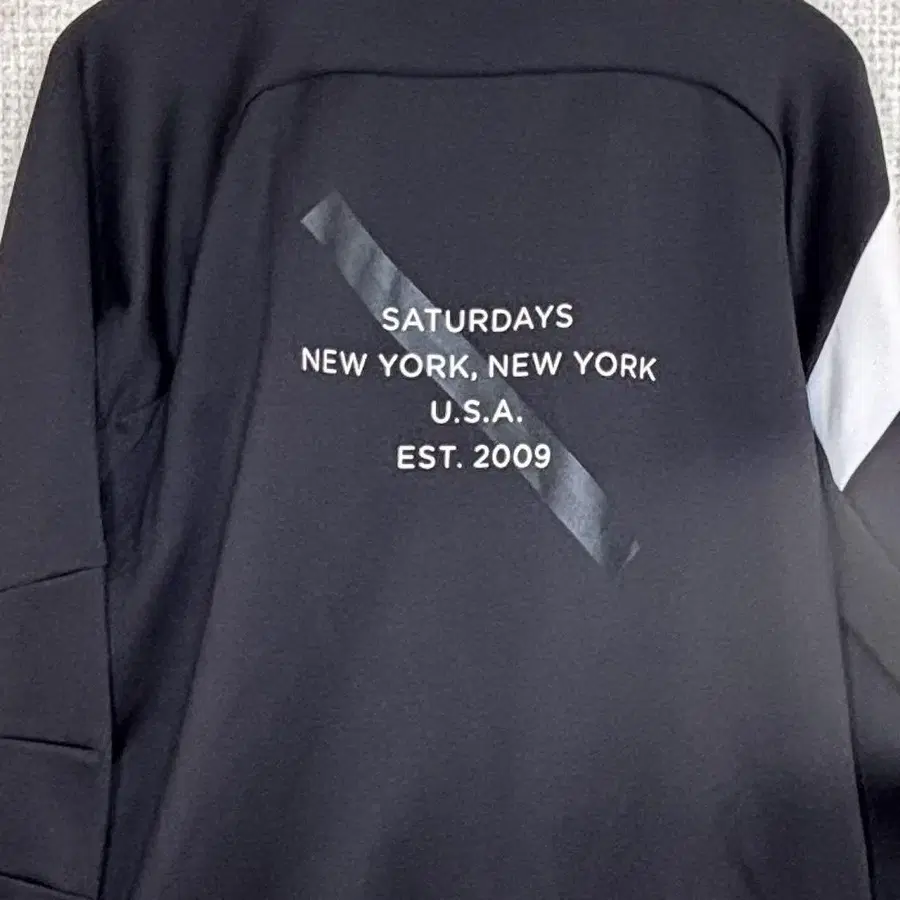 SATURDAYS
NEW YORK, NEW YORK
U.S.A.
EST. 2009